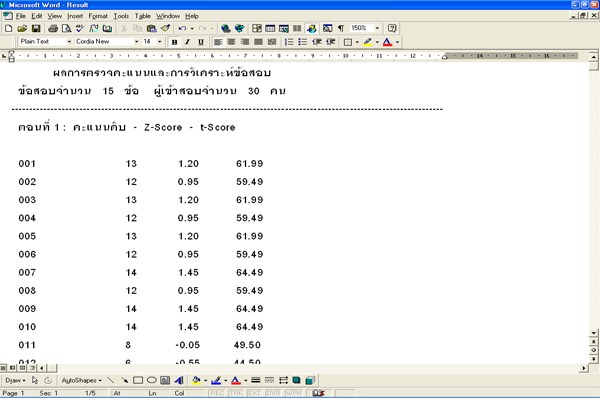 Microsoft Word - Result
File Edit View Insert Format Tools Table Window Help
150%
Plain Text Cordia New 14 B I U
ผลการตรวจคะแนนและการวิเคราะห์ข้อสอบ
ข้อสอบจำนวน 15 ข้อ ผู้เข้าสอบจำนวน 30 คน
ตอนที่ 1 : คะแนนดิบ - Z-Score - t-Score
001 13 1.20 61.99
002 12 0.95 59.49
003 13 1.20 61.99
004 12 0.95 59.49
005 13 1.20 61.99
006 12 0.95 59.49
007 14 1.45 64.49
008 12 0.95 59.49
009 14 1.45 64.49
010 14 1.45 64.49
011 8 -0.05 49.50
012 6 -0.55 44.50
Draw AutoShapes
Page 1 Sec 1 1/5 At Ln Col REC TRK EXT OVR WPH